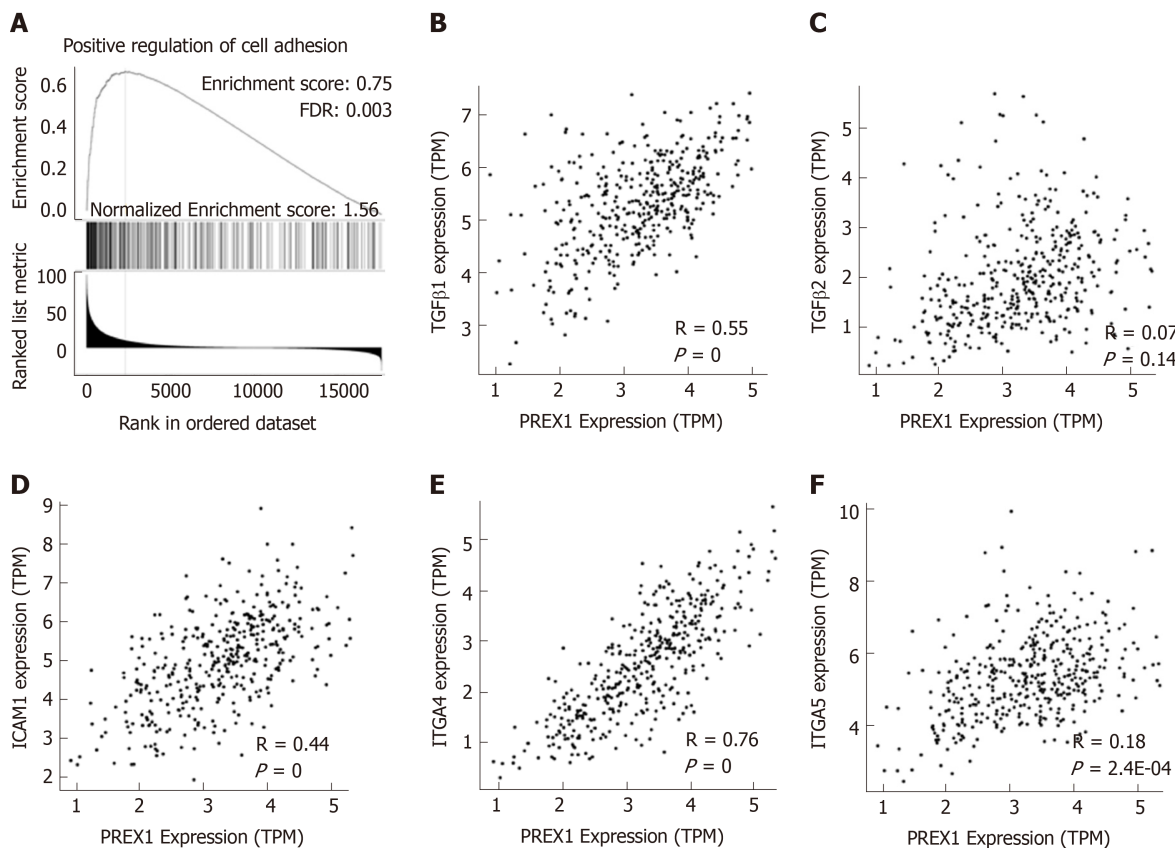 A
Positive regulation of cell adhesion
Enrichment score
0.6
0.4
0.2
0.0
Enrichment score: 0.75
FDR: 0.003
Normalized Enrichment score: 1.56
Ranked list metric
100
50
0
0 5000 10000 15000
Rank in ordered dataset
B
TGFβ1 expression (TPM)
7
6
5
4
3
R = 0.55
P = 0
1 2 3 4 5
PREX1 Expression (TPM)
C
TGFβ2 expression (TPM)
5
4
3
2
1
R = 0.07
P = 0.14
1 2 3 4 5
PREX1 Expression (TPM)
D
ICAM1 expression (TPM)
9
8
7
6
5
4
3
2
R = 0.44
P = 0
1 2 3 4 5
PREX1 Expression (TPM)
E
ITGA4 expression (TPM)
5
4
3
2
1
R = 0.76
P = 0
1 2 3 4 5
PREX1 Expression (TPM)
F
ITGA5 expression (TPM)
10
8
6
4
R = 0.18
P = 2.4E-04
1 2 3 4 5
PREX1 Expression (TPM)